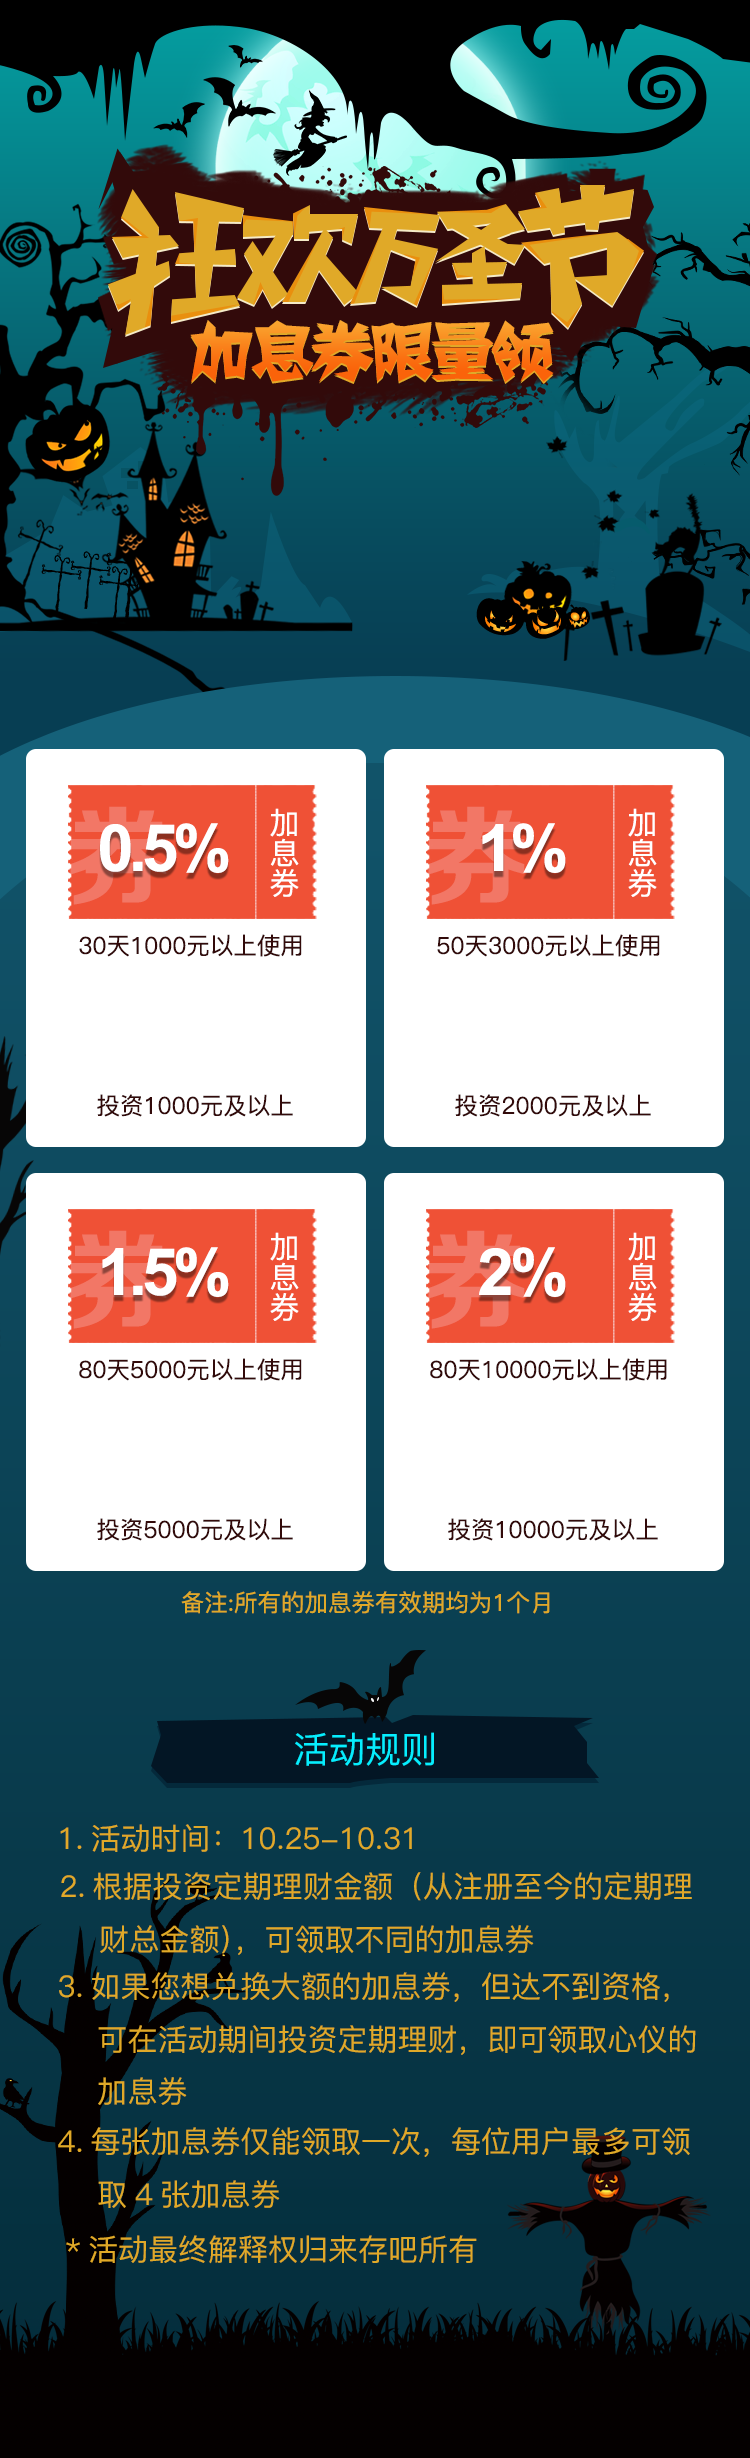 狂欢万圣节
加息券限量领
券
0.5%
加息券
30天1000元以上使用
投资1000元及以上
券
1%
加息券
50天3000元以上使用
投资2000元及以上
券
1.5%
加息券
80天5000元以上使用
投资5000元及以上
券
2%
加息券
80天10000元以上使用
投资10000元及以上
备注:所有的加息券有效期均为1个月
活动规则
1. 活动时间：10.25-10.31
2. 根据投资定期理财金额（从注册至今的定期理
财总金额)，可领取不同的加息券
3. 如果您想兑换大额的加息券，但达不到资格，
可在活动期间投资定期理财，即可领取心仪的
加息券
4. 每张加息券仅能领取一次，每位用户最多可领
取 4 张加息券
* 活动最终解释权归来存吧所有